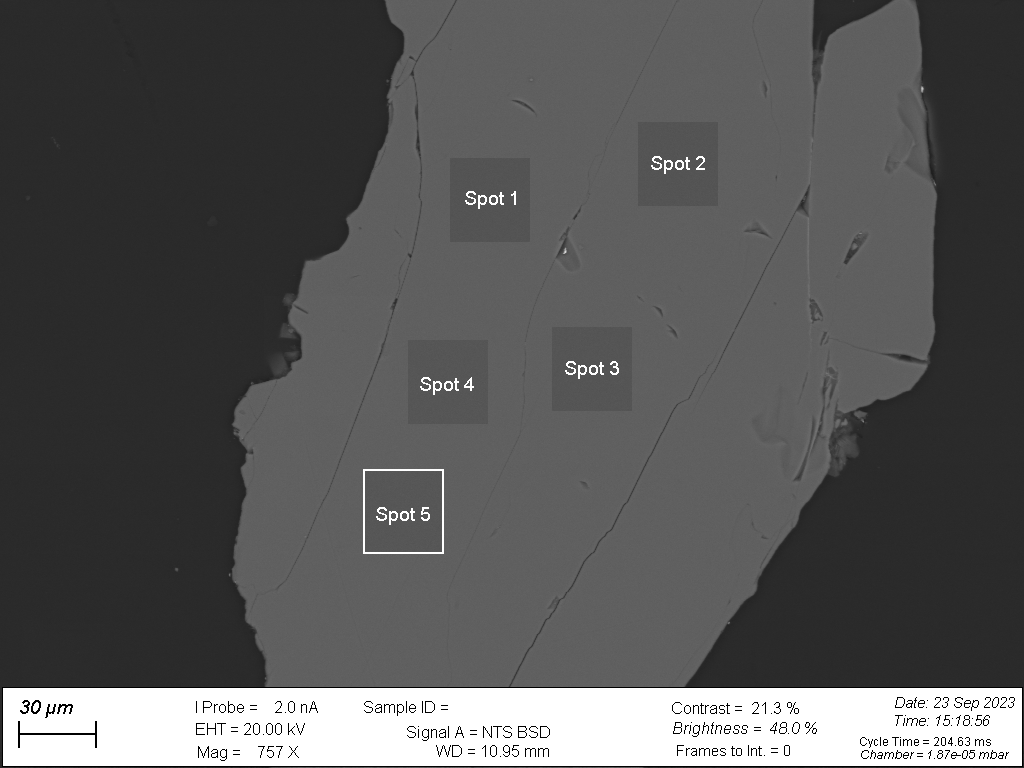 Spot 2
Spot 1
Spot 3
Spot 4
Spot 5
30 µm
I Probe = 2.0 nA
EHT = 20.00 kV
Mag = 757 X
Sample ID =
Signal A = NTS BSD
WD = 10.95 mm
Contrast = 21.3 %
Brightness = 48.0 %
Frames to Int. = 0
Date: 23 Sep 2023
Time: 15:18:56
Cycle Time = 204.63 ms
Chamber = 1.87e-05 mbar